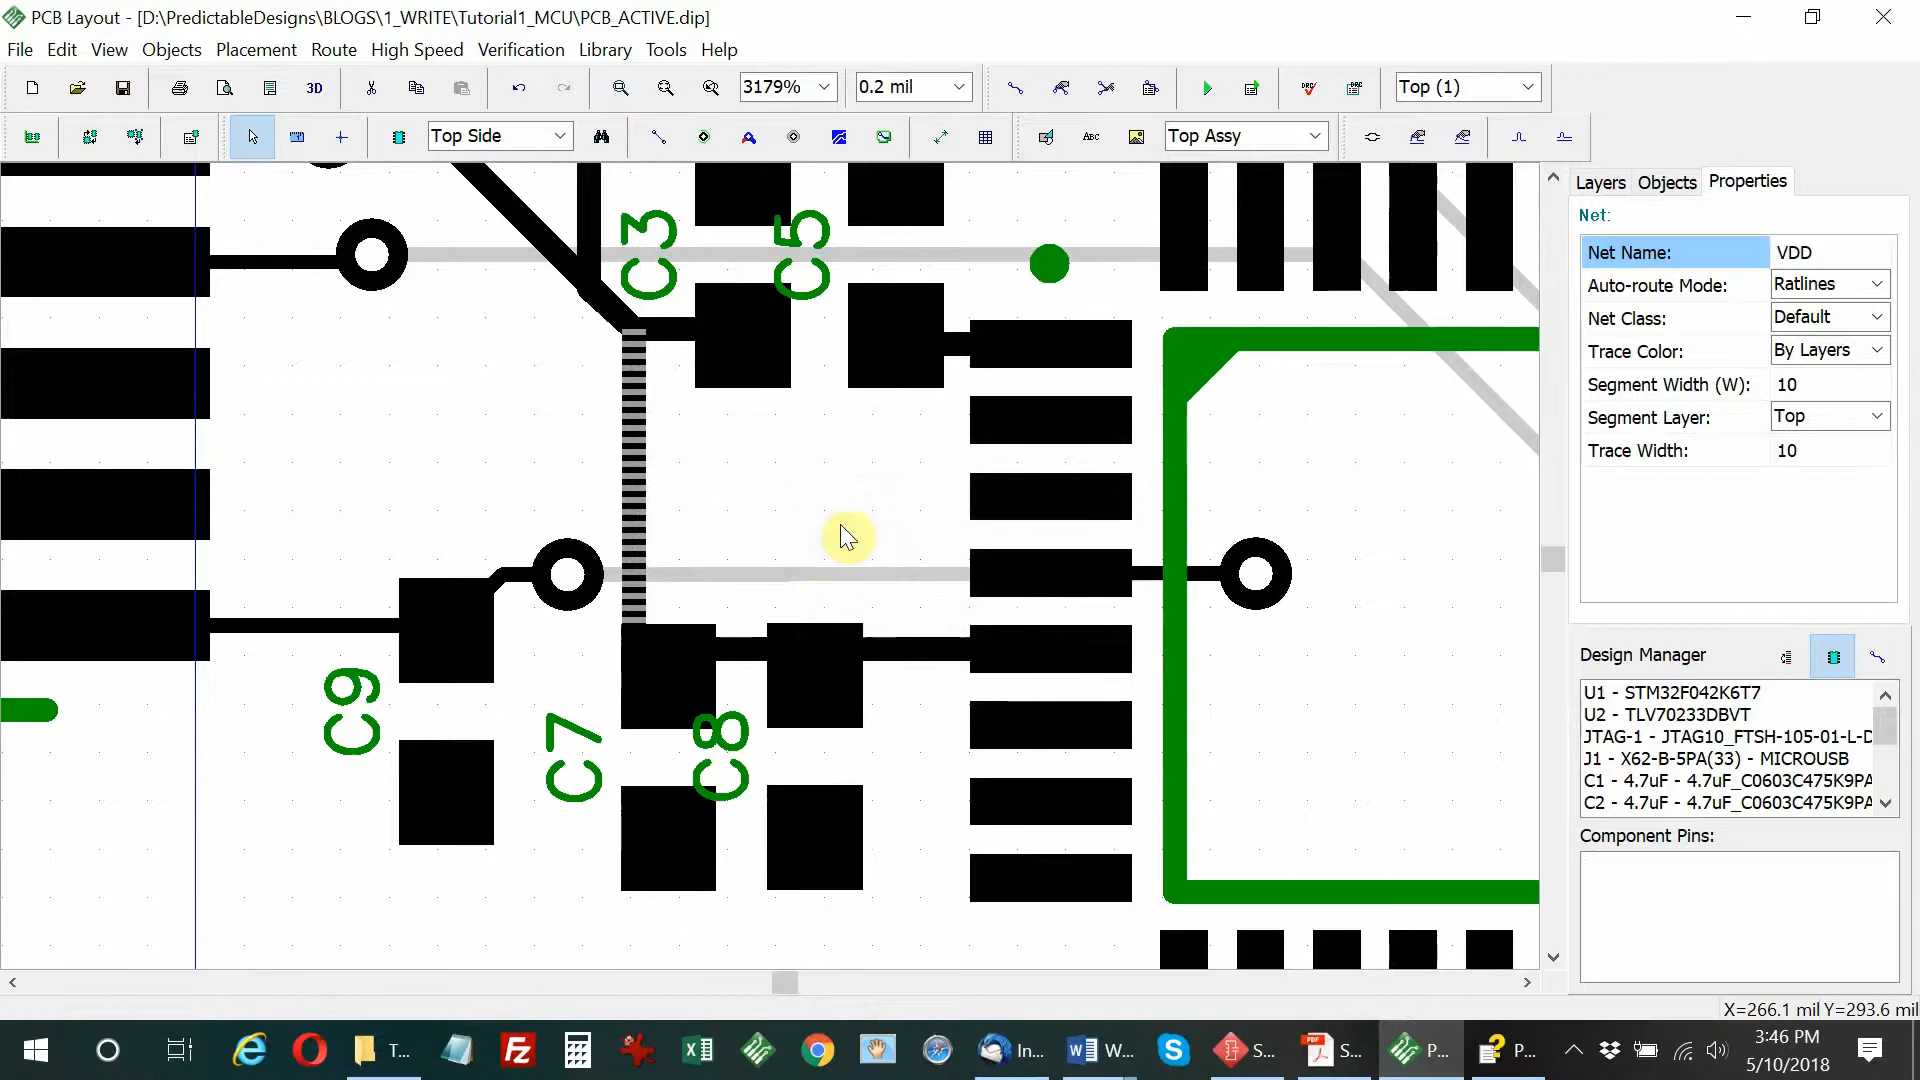 PCB Layout - [D:\PredictableDesigns\BLOGS\1_WRITE\Tutorial1_MCU\PCB_ACTIVE.dip]
File Edit View Objects Placement Route High Speed Verification Library Tools Help
3D 3179% 0.2 mil DRC Top (1)
Top Side ABC Top Assy
Layers Objects Properties
Net:
Net Name: VDD
Auto-route Mode: Ratlines
Net Class: Default
Trace Color: By Layers
Segment Width (W): 10
Segment Layer: Top
Trace Width: 10
C3
C5
C9
C7
C8
Design Manager
U1 - STM32F042K6T7
U2 - TLV70233DBVT
JTAG-1 - JTAG10_FTSH-105-01-L-D
J1 - X62-B-5PA(33) - MICROUSB
C1 - 4.7uF - 4.7uF_C0603C475K9PA
C2 - 4.7uF - 4.7uF_C0603C475K9PA
Component Pins:
X=266.1 mil Y=293.6 mil
T... In... W... S... PDF S... P... P...
3:46 PM
5/10/2018